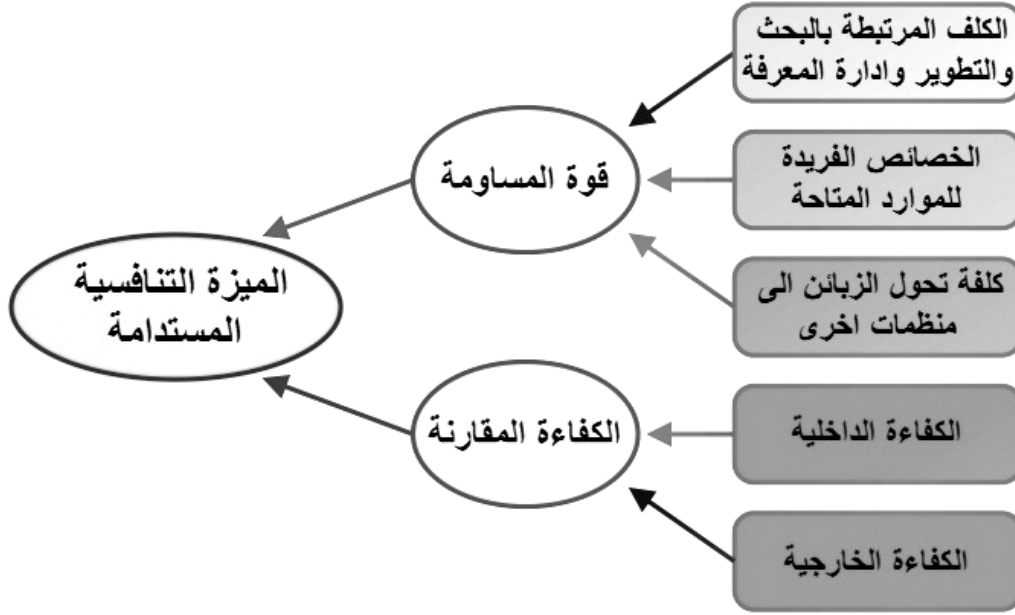 الكلف المرتبطة بالبحث
والتطوير وادارة المعرفة
الخصائص الفريدة
للموارد المتاحة
كلفة تحول الزبائن الى
منظمات اخرى
الكفاءة الداخلية
الكفاءة الخارجية
قوة المساومة
الكفاءة المقارنة
الميزة التنافسية
المستدامة